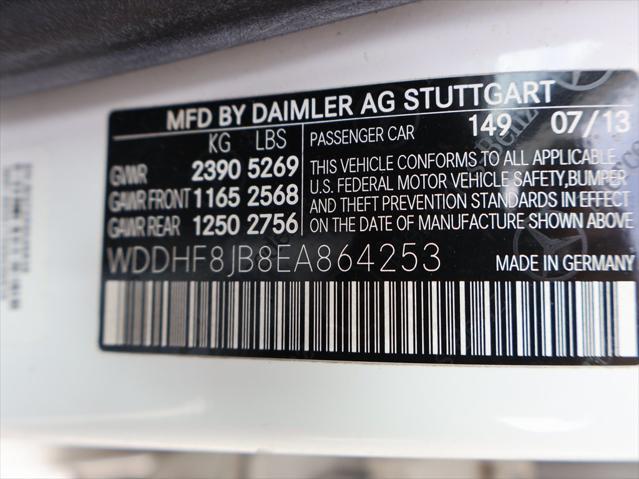 MFD BY DAIMLER AG STUTTGART
KG LBS
GVWR 2390 5269
GAWR FRONT 1165 2568
GAWR REAR 1250 2756
PASSENGER CAR 149 07/13
THIS VEHICLE CONFORMS TO ALL APPLICABLE
U.S. FEDERAL MOTOR VEHICLE SAFETY, BUMPER
AND THEFT PREVENTION STANDARDS IN EFFECT
ON THE DATE OF MANUFACTURE SHOWN ABOVE
WDDHF8JB8EA864253 MADE IN GERMANY